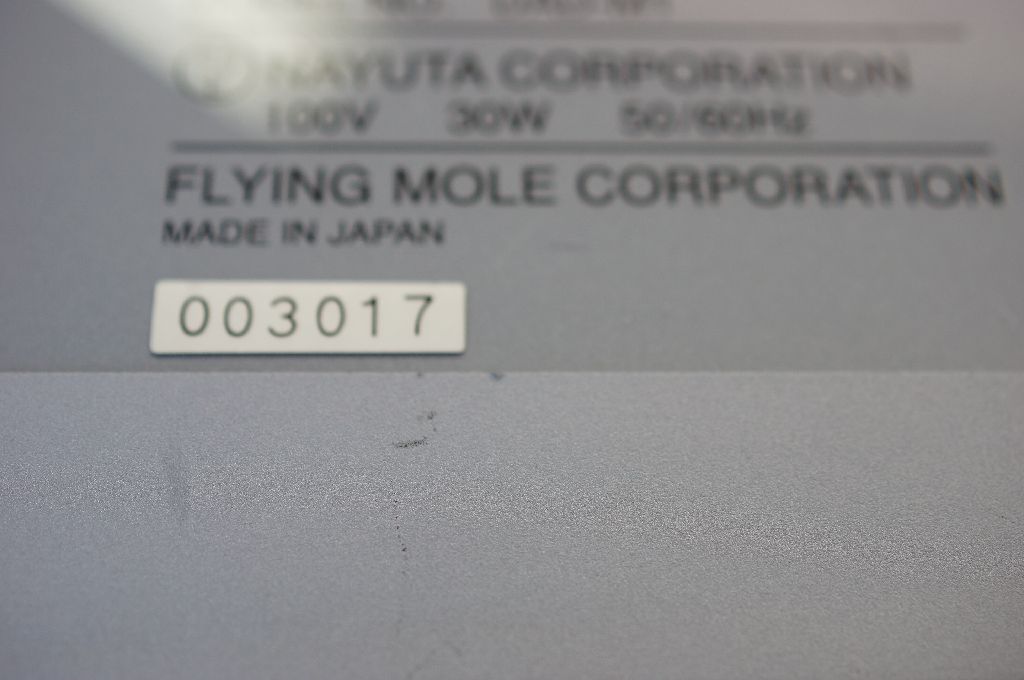 NAYUTA CORPORATION
100V 30W 50/60Hz
FLYING MOLE CORPORATION
MADE IN JAPAN
003017